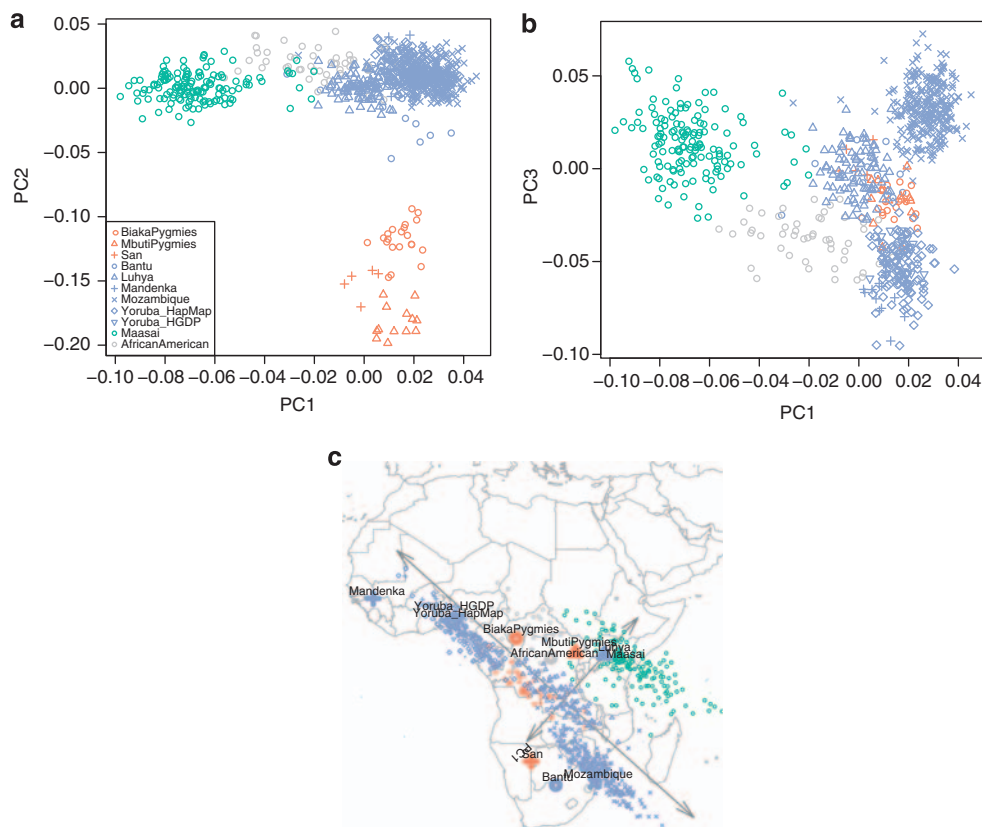 a
0.05
0.00
−0.05
−0.10
−0.15
−0.20
PC2
BiakaPygmies
MbutiPygmies
San
Bantu
Luhya
Mandenka
Mozambique
Yoruba_HapMap
Yoruba_HGDP
Maasai
AfricanAmerican
−0.10 −0.08 −0.06 −0.04 −0.02 0.00 0.02 0.04
PC1
b
0.05
0.00
−0.05
−0.10
PC3
−0.10 −0.08 −0.06 −0.04 −0.02 0.00 0.02 0.04
PC1
c
Mandenka
Yoruba_HGDP
Yoruba_HapMap
BiakaPygmies
MbutiPygmies
AfricanAmerican
Luhya
Maasai
PC1
San
Bantu
Mozambique